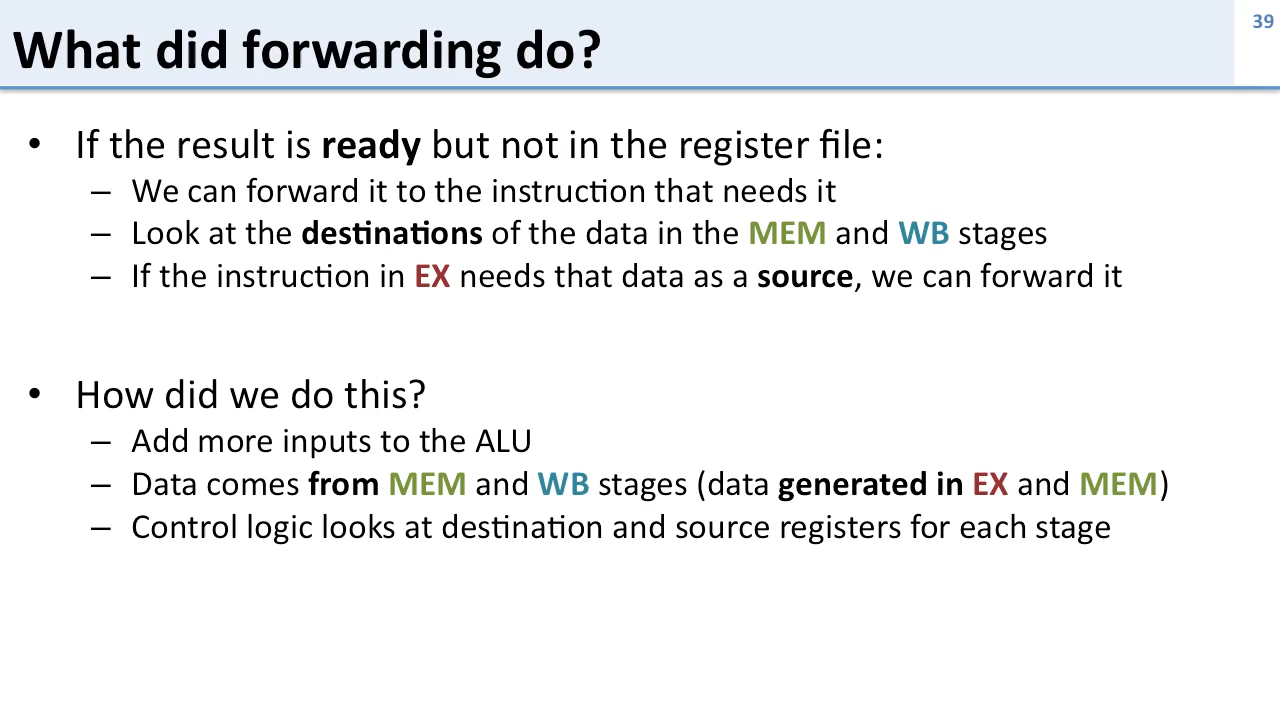 What did forwarding do?
39
• If the result is ready but not in the register file:
– We can forward it to the instruction that needs it
– Look at the destinations of the data in the MEM and WB stages
– If the instruction in EX needs that data as a source, we can forward it
• How did we do this?
– Add more inputs to the ALU
– Data comes from MEM and WB stages (data generated in EX and MEM)
– Control logic looks at destination and source registers for each stage